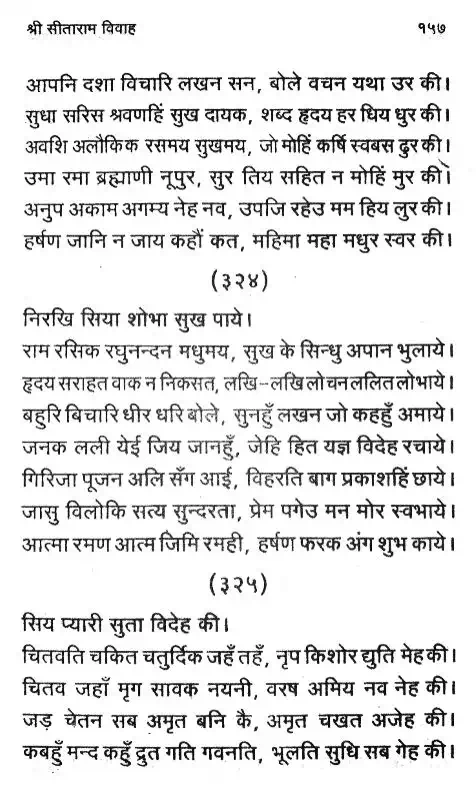 श्री सीताराम विवाह १५७
आपनि दशा विचारि लखन सन, बोले वचन यथा उर की।
सुधा सरिस श्रवणहिं सुख दायक, शब्द हृदय हर धिय धुर की।
अवशि अलौकिक रसमय सुखमय, जो मोहिं कर्षि स्वबस ढुर की।
उमा रमा ब्रह्माणी नूपुर, सुर तिय सहित न मोहिं मुर की।
अनुप अकाम अगम्य नेह नव, उपजि रहेउ मम हिय लुर की।
हर्षण जानि न जाय कहौं कत, महिमा महा मधुर स्वर की।
(३२४)
निरखि सिया शोभा सुख पाये।
राम रसिक रघुनन्दन मधुमय, सुख के सिन्धु अपान भुलाये।
हृदय सराहत वाक न निकसत, लखि-लखि लोचन ललित लोभाये।
बहुरि बिचारि धीर धरि बोले, सुनहुँ लखन जो कहहुँ अमाये।
जनक लली येई जिय जानहुँ, जेहि हित यज्ञ विदेह रचाये।
गिरिजा पूजन अलि सँग आई, विहरति बाग प्रकाशहिं छाये।
जासु विलोकि सत्य सुन्दरता, प्रेम पगेउ मन मोर स्वभाये।
आत्मा रमण आत्म जिमि रमही, हर्षण फरक अंग शुभ काये।
(३२५)
सिय प्यारी सुता विदेह की।
चितवति चकित चतुर्दिक जहँ तहँ, नृप किशोर द्युति मेह की।
चितव जहाँ मृग सावक नयनी, वरष अमिय नव नेह की।
जड़ चेतन सब अमृत बनि कै, अमृत चखत अजेह की।
कबहुँ मन्द कहुँ द्रुत गति गवनति, भूलति सुधि सब गेह की।